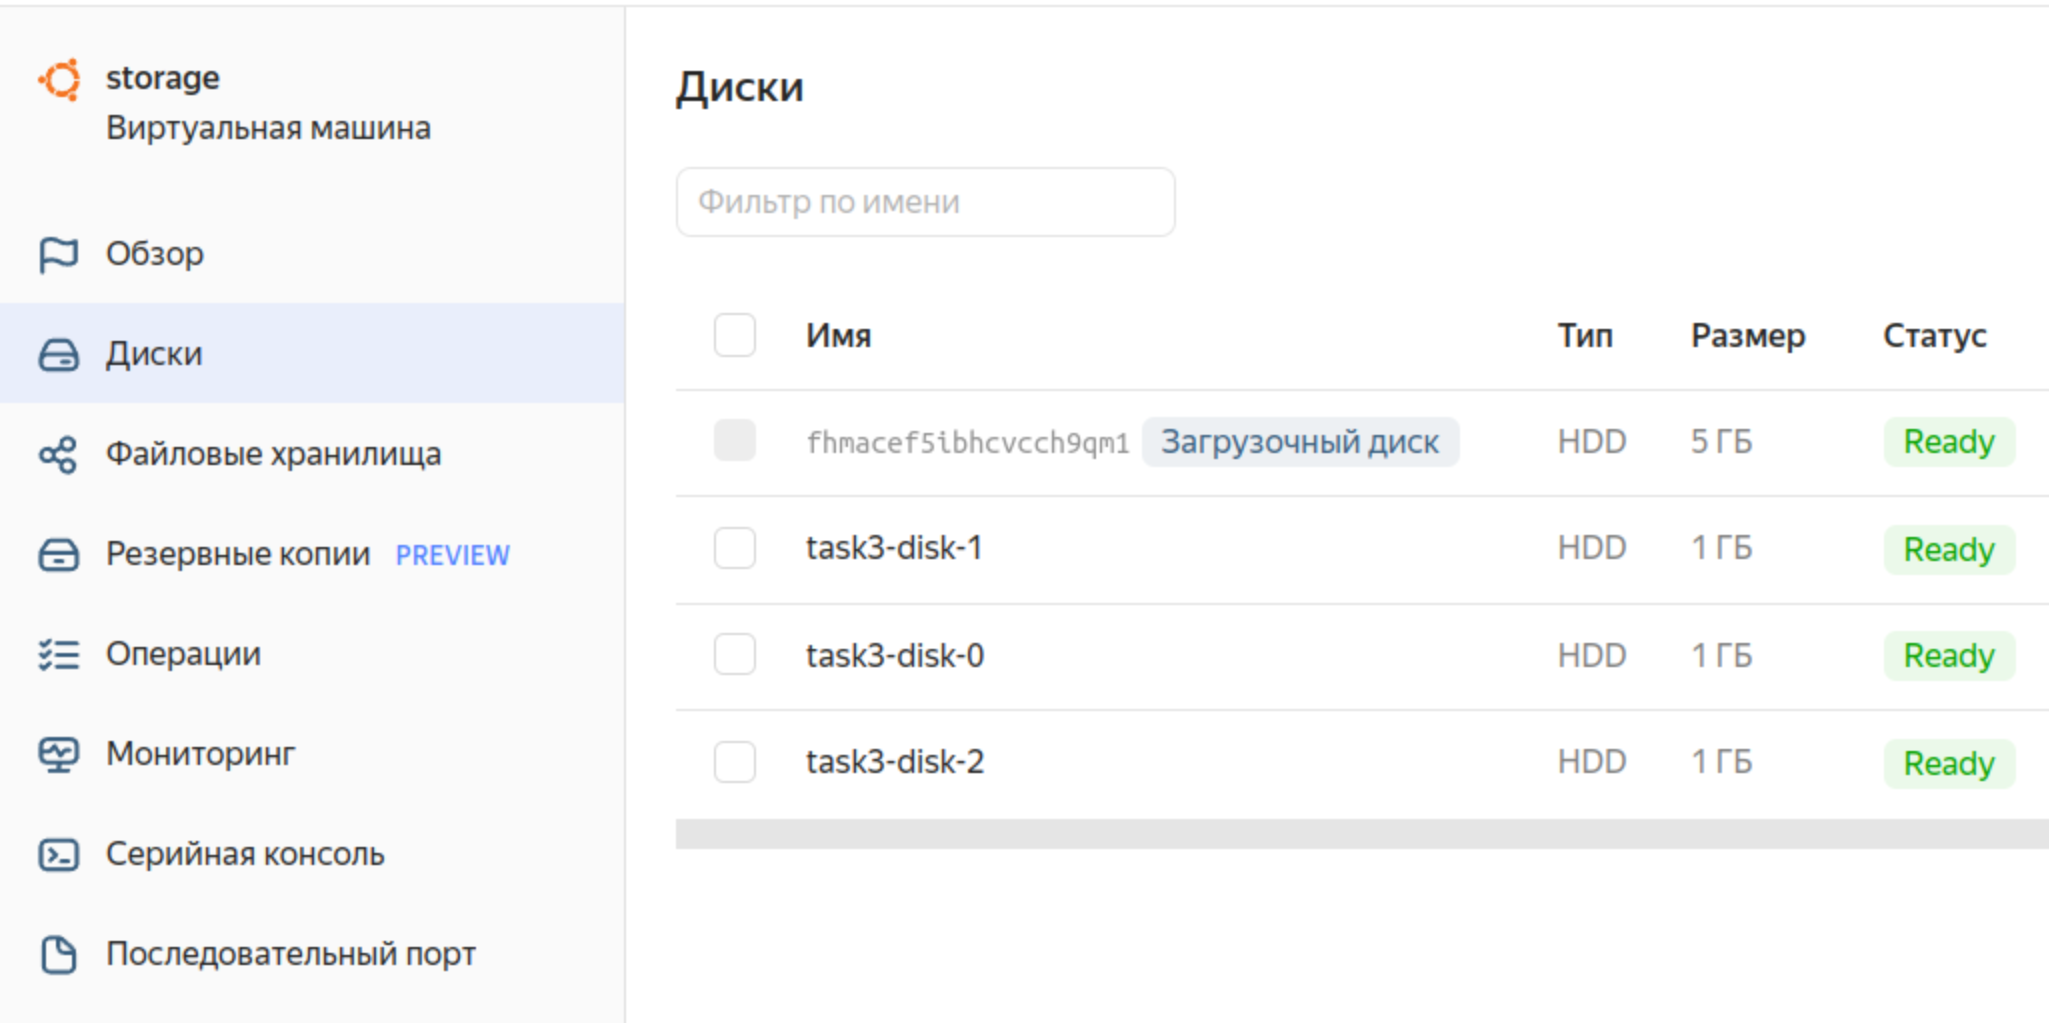 storage
Виртуальная машина
Обзор
Диски
Файловые хранилища
Резервные копии PREVIEW
Операции
Мониторинг
Серийная консоль
Последовательный порт
Диски
Фильтр по имени
Имя Тип Размер Статус
fhmacef5ibhcvcch9qm1 Загрузочный диск HDD 5 ГБ Ready
task3-disk-1 HDD 1 ГБ Ready
task3-disk-0 HDD 1 ГБ Ready
task3-disk-2 HDD 1 ГБ Ready